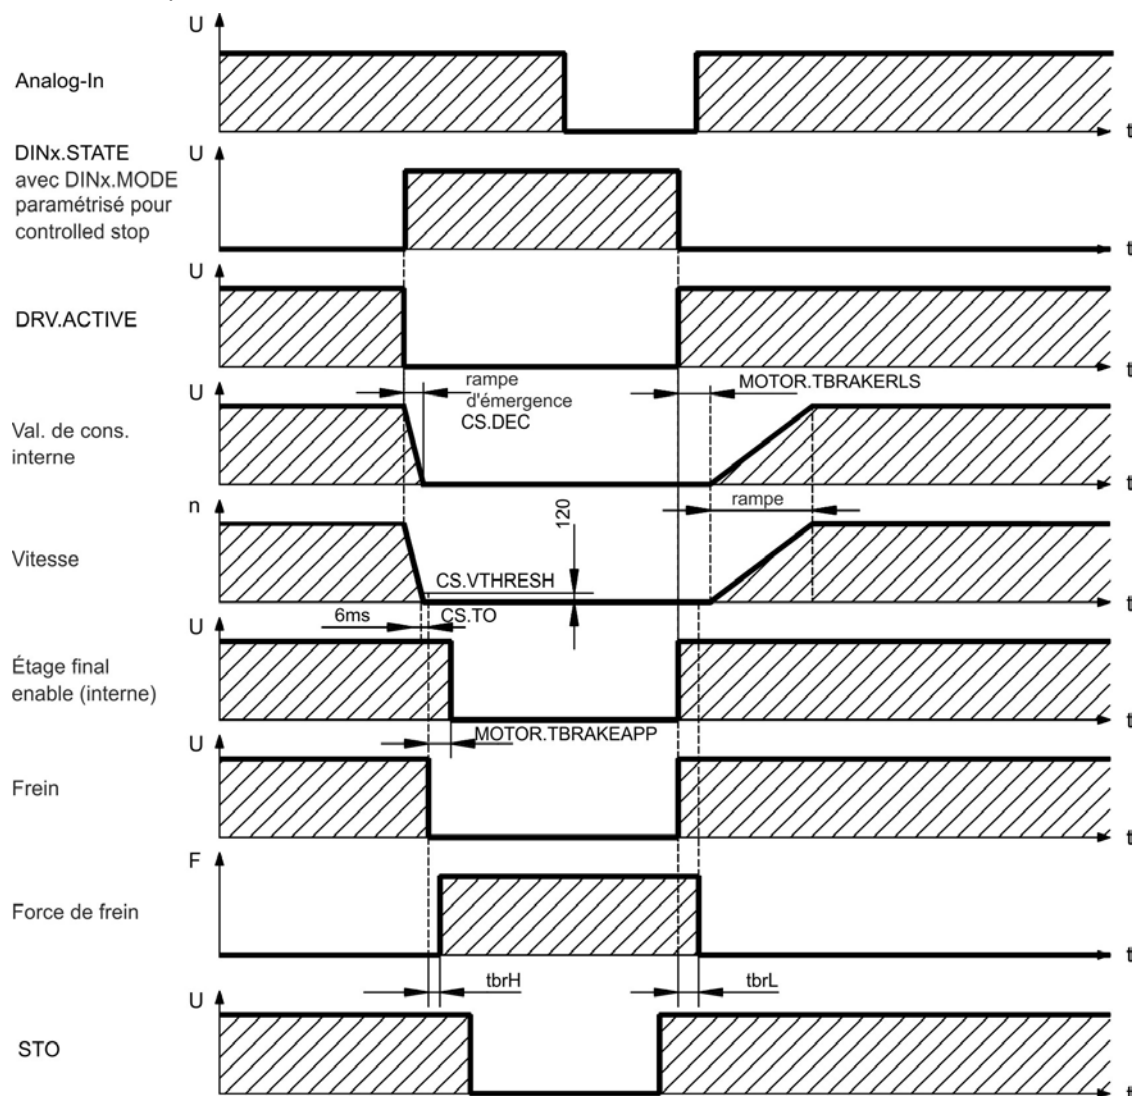 U
Analog-In
t
DINx.STATE
avec DINx.MODE
paramétrisé pour
controlled stop
U
t
U
DRV.ACTIVE
t
U
rampe
d'émergence
CS.DEC
MOTOR.TBRAKERLS
Val. de cons.
interne
t
n
120
rampe
Vitesse
CS.VTHRESH
t
6ms
CS.TO
U
Étage final
enable (interne)
t
MOTOR.TBRAKEAPP
U
Frein
t
F
Force de frein
t
tbrH
tbrL
U
STO
t